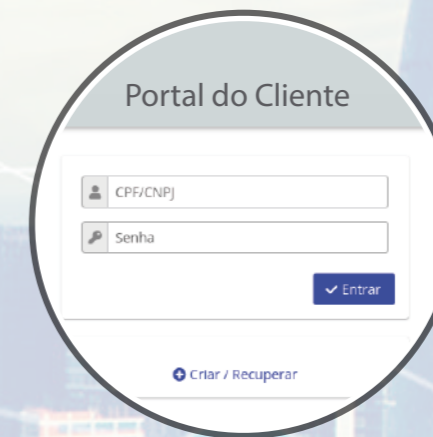 Portal do Cliente
CPF/CNPJ
Senha
Entrar
Criar / Recuperar